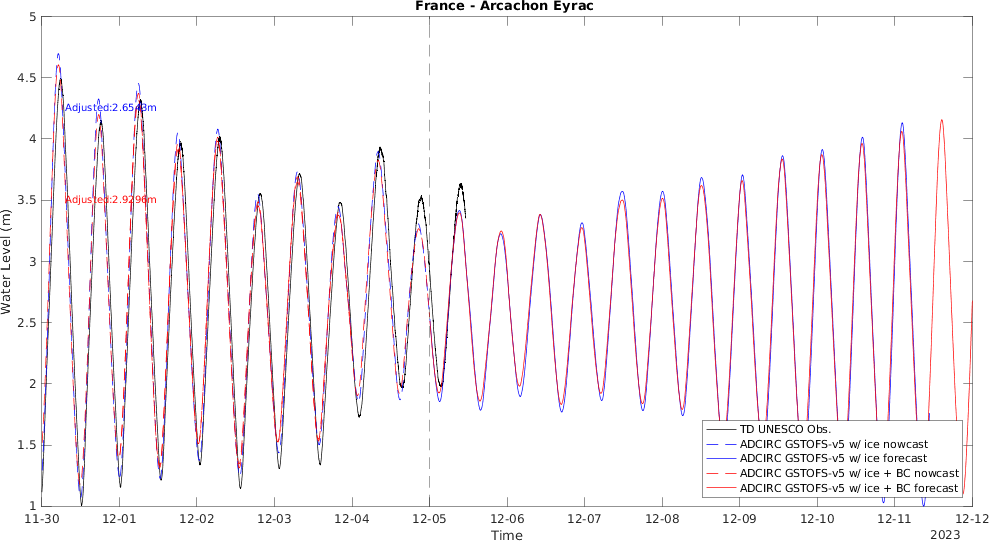 France - Arcachon Eyrac
5
4.5
4
3.5
3
2.5
2
1.5
1
Water Level (m)
Adjusted:2.6543m
Adjusted:2.9296m
TD UNESCO Obs.
ADCIRC GSTOFS-v5 w/ ice nowcast
ADCIRC GSTOFS-v5 w/ ice forecast
ADCIRC GSTOFS-v5 w/ ice + BC nowcast
ADCIRC GSTOFS-v5 w/ ice + BC forecast
11-30 12-01 12-02 12-03 12-04 12-05 12-06 12-07 12-08 12-09 12-10 12-11 12-12
Time
2023